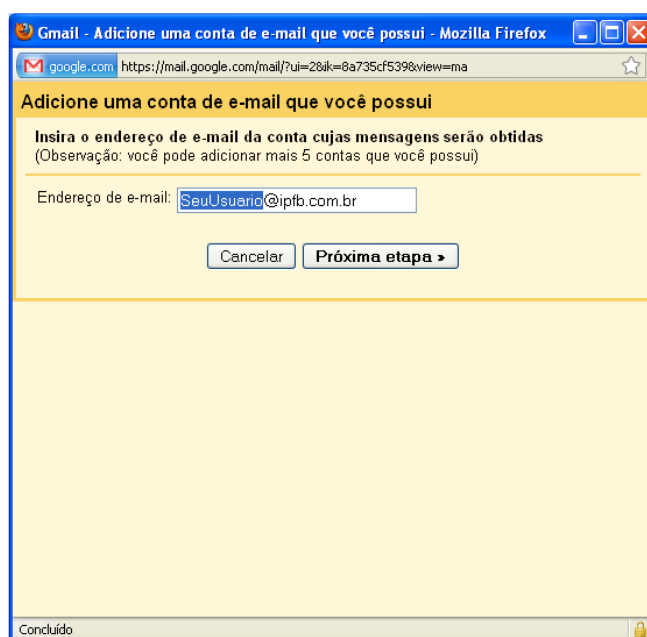 Gmail - Adicione uma conta de e-mail que você possui - Mozilla Firefox
google.com https://mail.google.com/mail/?ui=2&ik=8a735cf539&view=ma
Adicione uma conta de e-mail que você possui
Insira o endereço de e-mail da conta cujas mensagens serão obtidas
(Observação: você pode adicionar mais 5 contas que você possui)
Endereço de e-mail: SeuUsuario@ipfb.com.br
Cancelar Próxima etapa »
Concluído